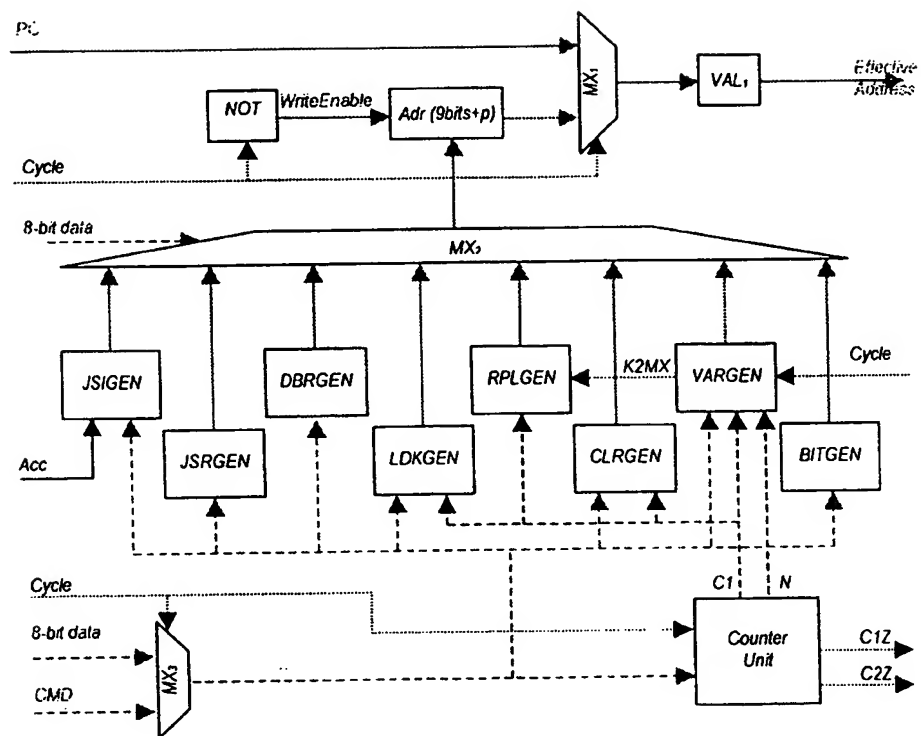 PC
MX₁
VAL₁
Effective
Address
NOT
WriteEnable
Adr (9bits+p)
Cycle
8-bit data
MX₂
JSIGEN
DBRGEN
RPLGEN
K2MX
VARGEN
Cycle
JSRGEN
LDKGEN
CLRGEN
BITGEN
Acc
Cycle
C1
N
8-bit data
MX₃
CMD
Counter
Unit
C1Z
C2Z